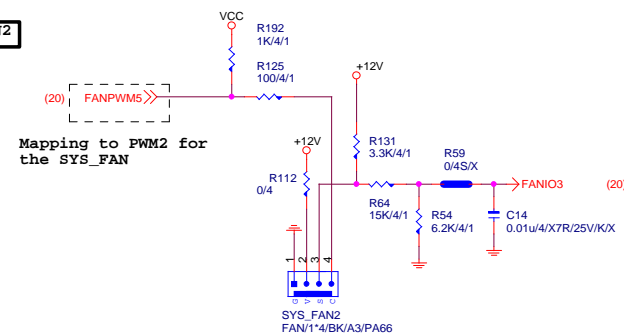 N2
VCC
R192
1K/4/1
R125
100/4/1
+12V
(20)
FANPWM5
Mapping to PWM2 for
the SYS_FAN
+12V
R131
3.3K/4/1
R59
0/4S/X
R112
0/4
FANIO3
(20)
R64
15K/4/1
R54
6.2K/4/1
C14
0.01u/4/X7R/25V/K/X
1
2
3
4
G
V
S
C
SYS_FAN2
FAN/1*4/BK/A3/PA66